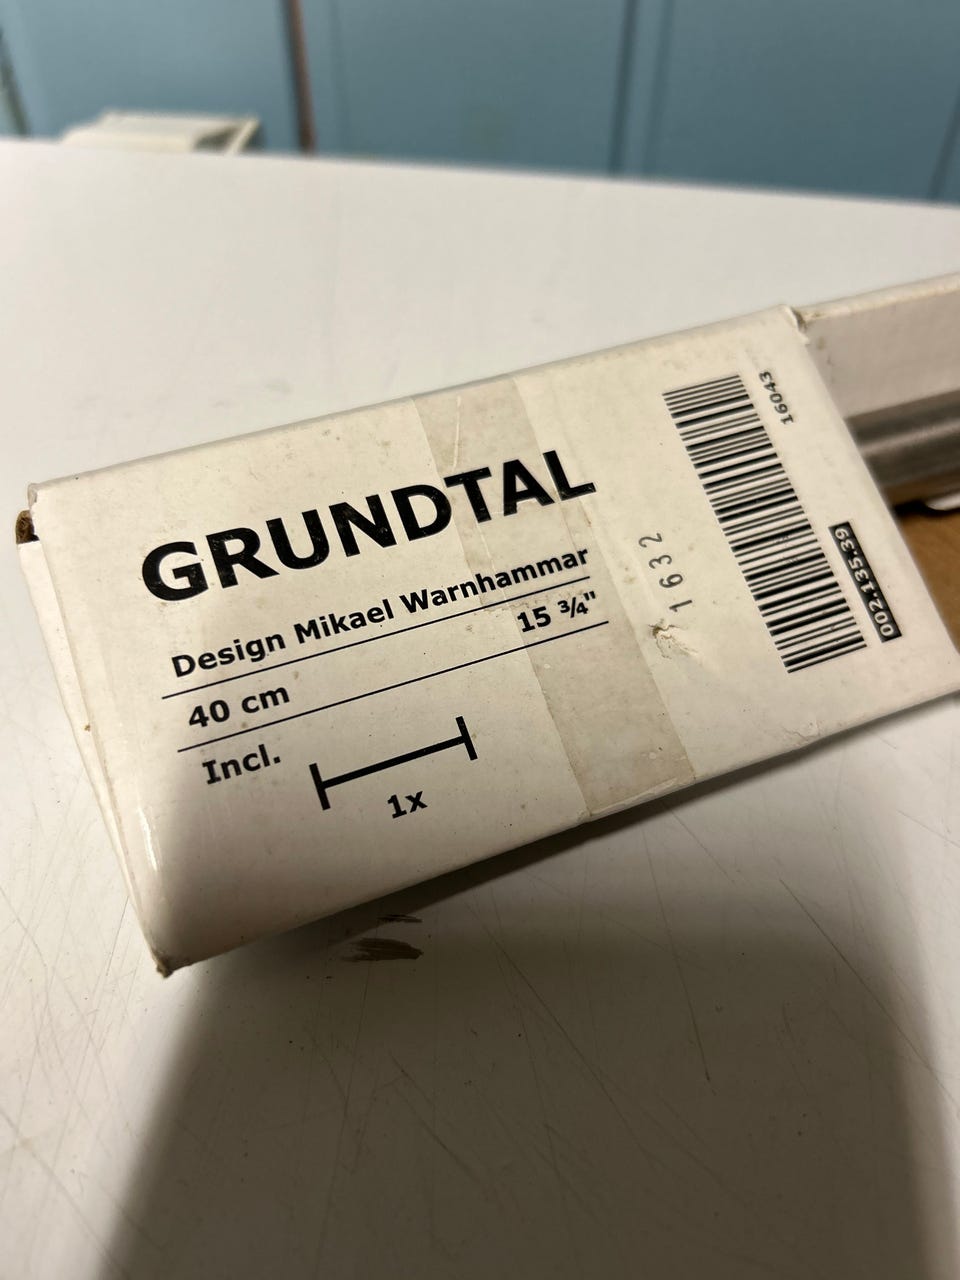 GRUNDTAL
Design Mikael Warnhammar
40 cm 15 ¾"
Incl.
1x
1632
16043
002.135.39